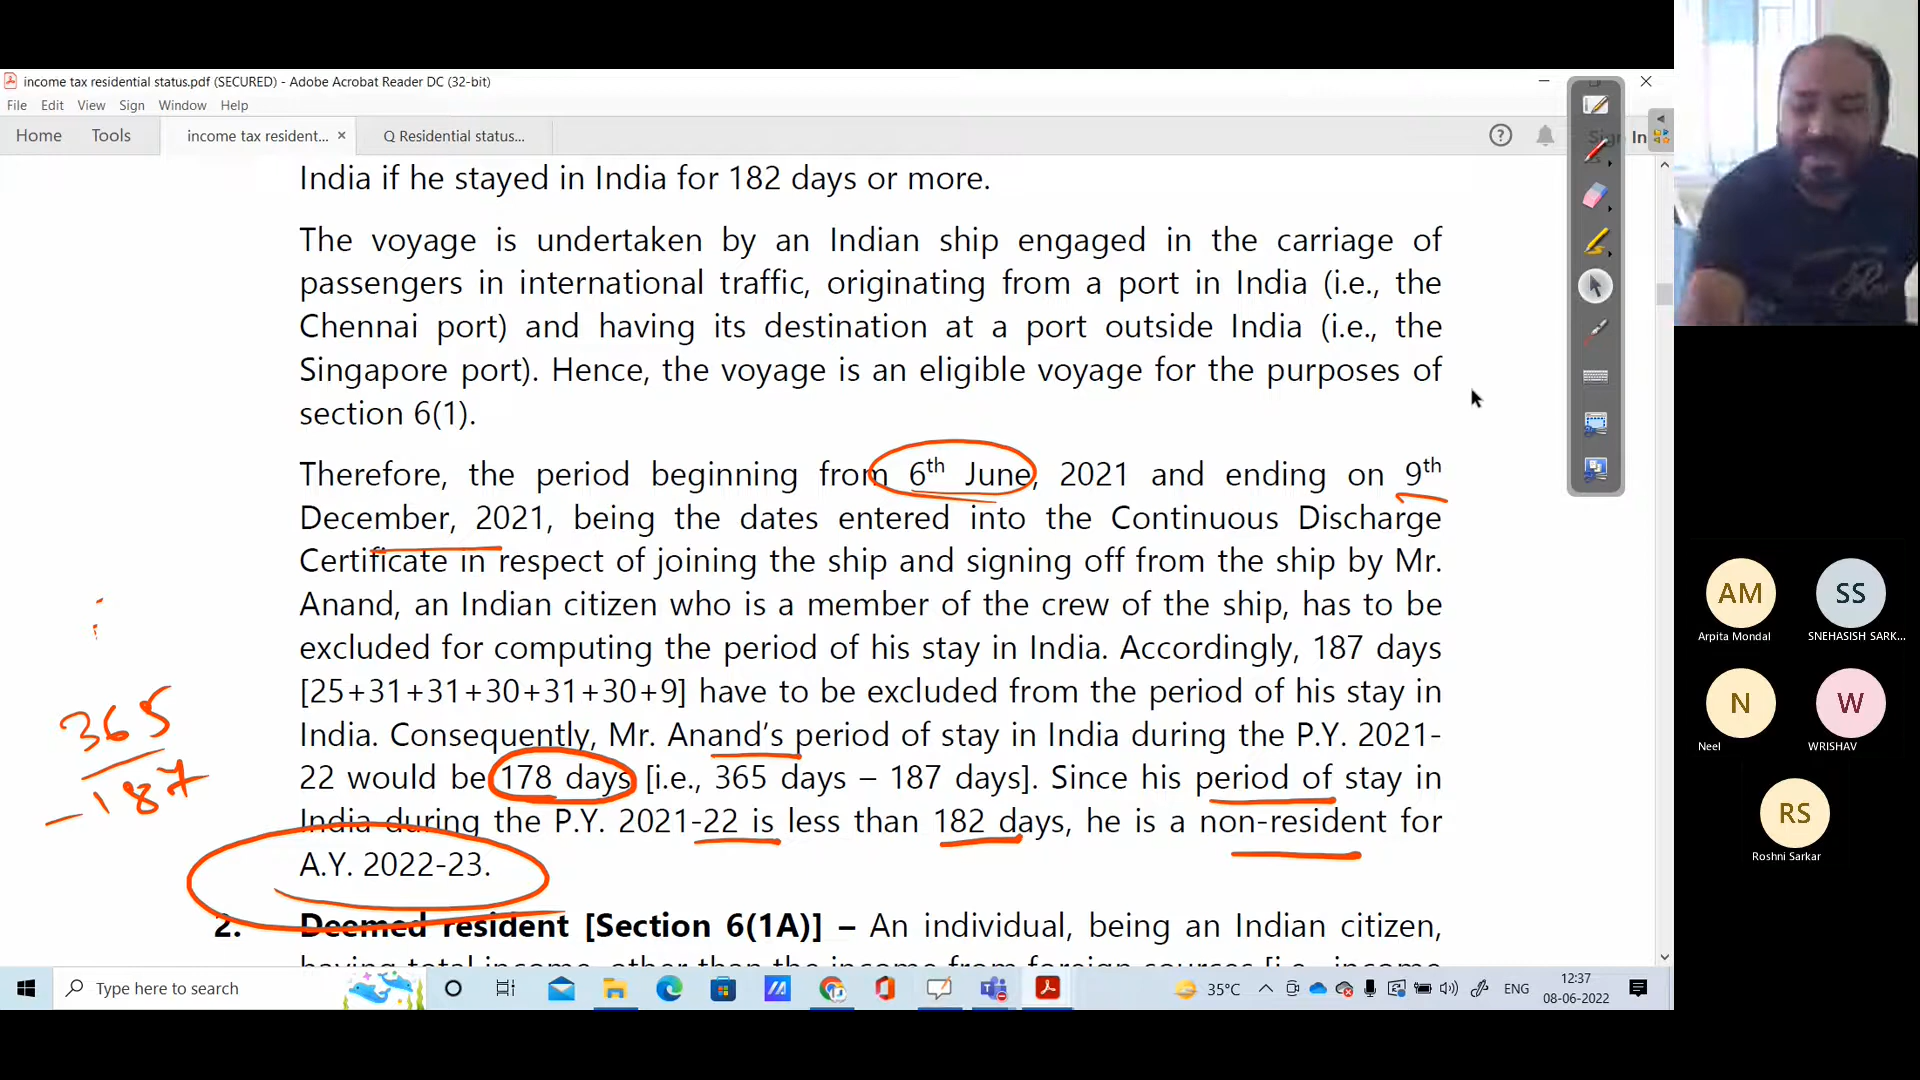 income tax residential status.pdf (SECURED) - Adobe Acrobat Reader DC (32-bit)
File Edit View Sign Window Help
Home Tools income tax resident... × Q Residential status... Sign In
India if he stayed in India for 182 days or more.
The voyage is undertaken by an Indian ship engaged in the carriage of
passengers in international traffic, originating from a port in India (i.e., the
Chennai port) and having its destination at a port outside India (i.e., the
Singapore port). Hence, the voyage is an eligible voyage for the purposes of
section 6(1).
Therefore, the period beginning from 6th June, 2021 and ending on 9th
December, 2021, being the dates entered into the Continuous Discharge
Certificate in respect of joining the ship and signing off from the ship by Mr.
Anand, an Indian citizen who is a member of the crew of the ship, has to be
excluded for computing the period of his stay in India. Accordingly, 187 days
[25+31+31+30+31+30+9] have to be excluded from the period of his stay in
India. Consequently, Mr. Anand's period of stay in India during the P.Y. 2021-
22 would be 178 days [i.e., 365 days – 187 days]. Since his period of stay in
India during the P.Y. 2021-22 is less than 182 days, he is a non-resident for
A.Y. 2022-23.
365
- 187
2. Deemed resident [Section 6(1A)] – An individual, being an Indian citizen,
having total income, other than the income from foreign sources [i.e., income
AM
Arpita Mondal
SS
SNEHASISH SARK...
N
Neel
W
WRISHAV
RS
Roshni Sarkar
Type here to search
35°C
ENG
12:37
08-06-2022